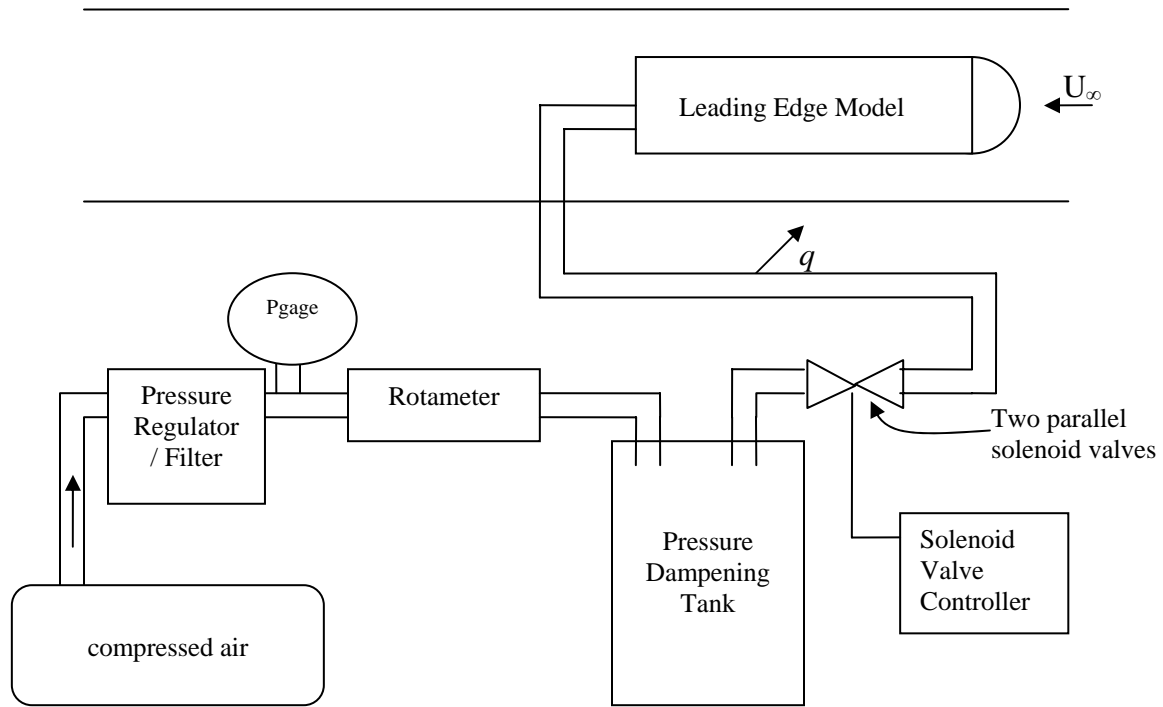 Leading Edge Model
U∞
q
Pgage
Pressure
Regulator
/ Filter
Rotameter
Two parallel
solenoid valves
Pressure
Dampening
Tank
Solenoid
Valve
Controller
compressed air